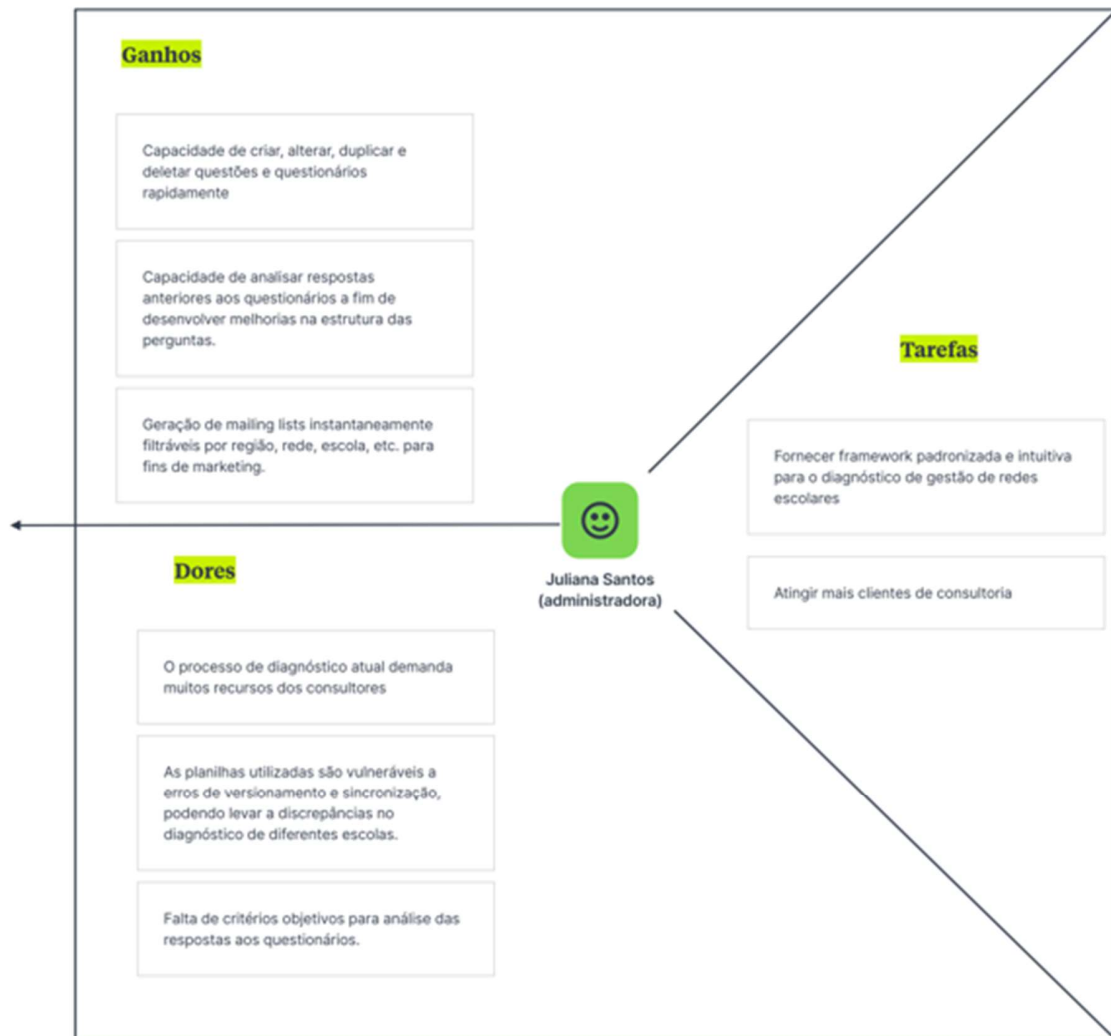 Ganhos
Capacidade de criar, alterar, duplicar e
deletar questões e questionários
rapidamente
Capacidade de analisar respostas
anteriores aos questionários a fim de
desenvolver melhorias na estrutura das
perguntas.
Geração de mailing lists instantaneamente
filtráveis por região, rede, escola, etc. para
fins de marketing.
Tarefas
Fornecer framework padronizada e intuitiva
para o diagnóstico de gestão de redes
escolares
Atingir mais clientes de consultoria
Juliana Santos
(administradora)
Dores
O processo de diagnóstico atual demanda
muitos recursos dos consultores
As planilhas utilizadas são vulneráveis a
erros de versionamento e sincronização,
podendo levar a discrepâncias no
diagnóstico de diferentes escolas.
Falta de critérios objetivos para análise das
respostas aos questionários.